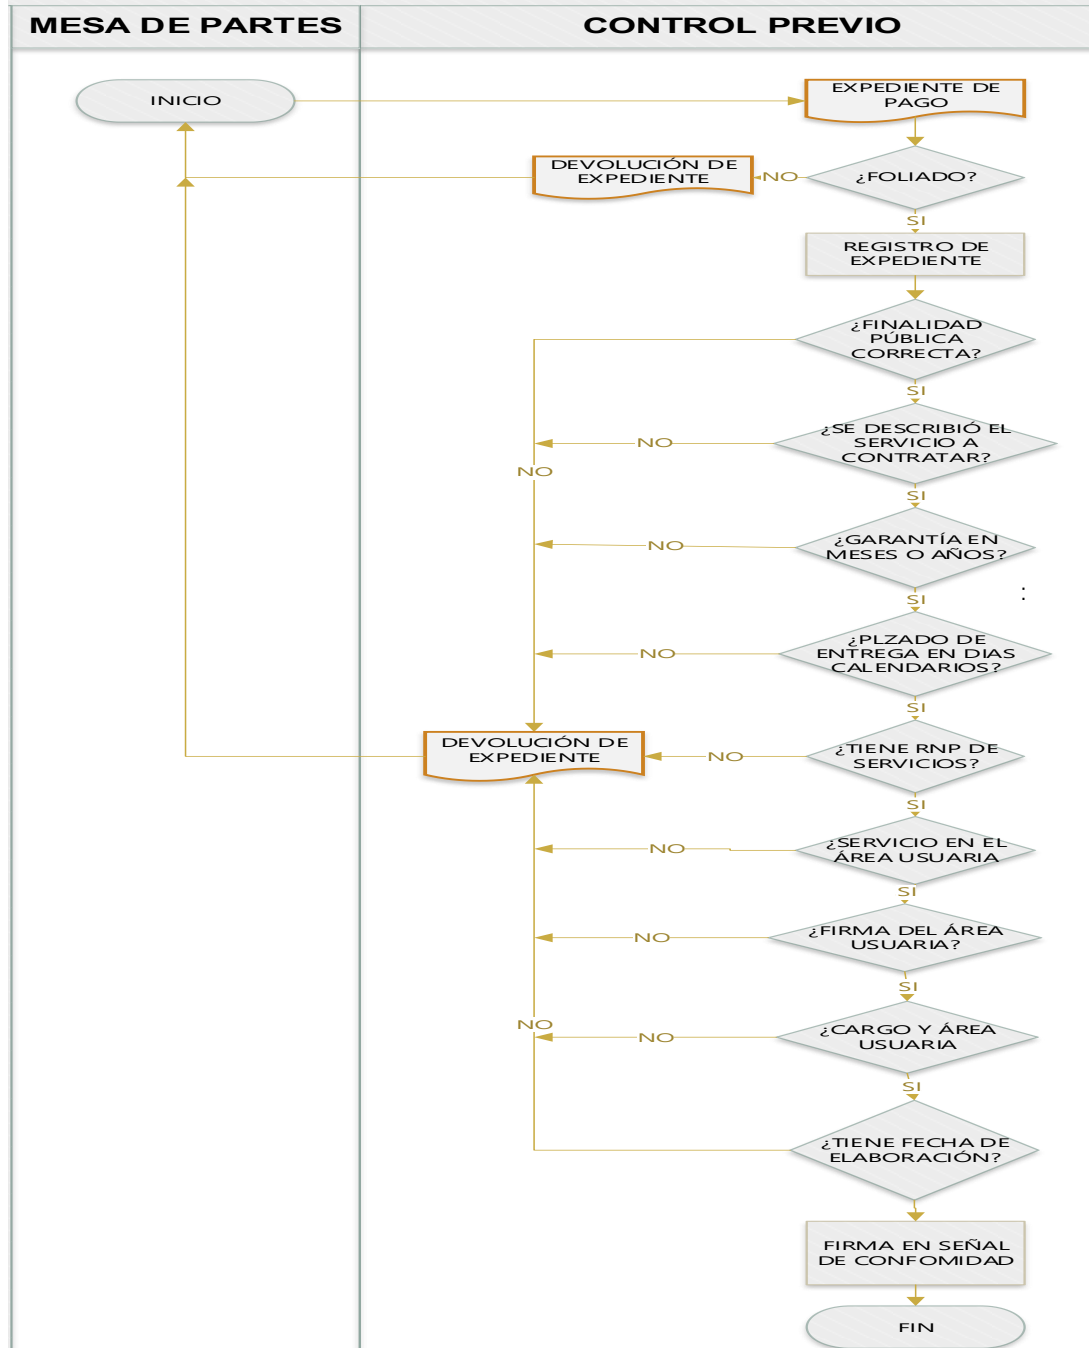 MESA DE PARTES
CONTROL PREVIO
INICIO
EXPEDIENTE DE
PAGO
DEVOLUCIÓN DE
EXPEDIENTE
NO
¿FOLIADO?
SI
REGISTRO DE
EXPEDIENTE
¿FINALIDAD
PÚBLICA
CORRECTA?
SI
¿SE DESCRIBIÓ EL
SERVICIO A
CONTRATAR?
NO
NO
SI
¿GARANTÍA EN
MESES O AÑOS?
NO
:
SI
¿PLZADO DE
ENTREGA EN DIAS
CALENDARIOS?
NO
SI
DEVOLUCIÓN DE
EXPEDIENTE
NO
¿TIENE RNP DE
SERVICIOS?
SI
NO
¿SERVICIO EN EL
ÁREA USUARIA
SI
NO
¿FIRMA DEL ÁREA
USUARIA?
SI
NO
NO
¿CARGO Y ÁREA
USUARIA
SI
¿TIENE FECHA DE
ELABORACIÓN?
FIRMA EN SEÑAL
DE CONFOMIDAD
FIN